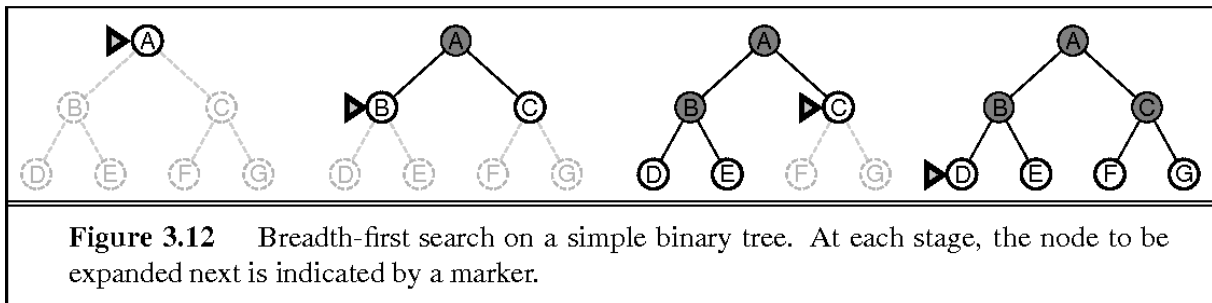 A A A A
B C B C B C B C
D E F G D E F G D E F G D E F G
Figure 3.12 Breadth-first search on a simple binary tree. At each stage, the node to be
expanded next is indicated by a marker.